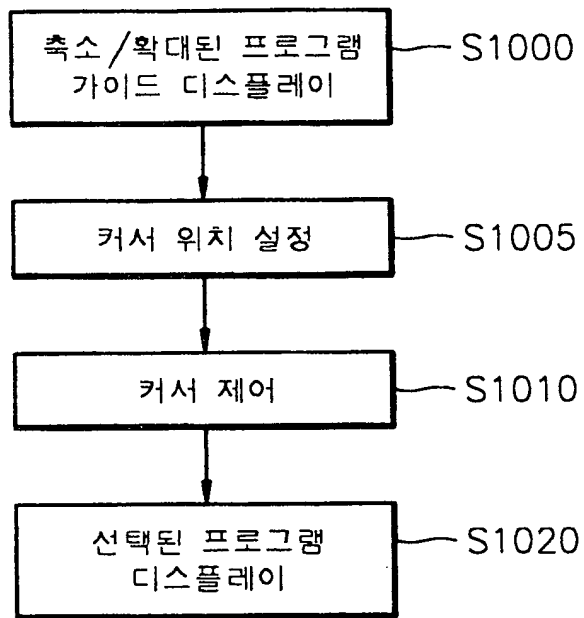 축소/확대된 프로그램
가이드 디스플레이
S1000
커서 위치 설정
S1005
커서 제어
S1010
선택된 프로그램
디스플레이
S1020